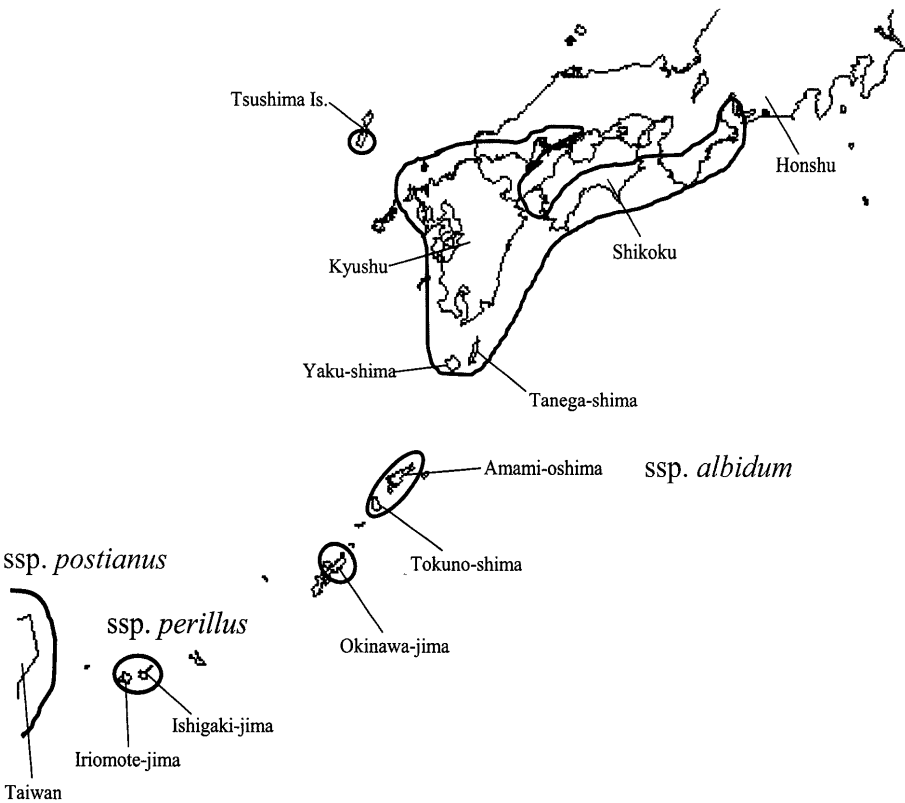 Tsushima Is.
Honshu
Shikoku
Kyushu
Yaku-shima
Tanega-shima
Amami-oshima
ssp. albidum
Tokuno-shima
ssp. postianus
ssp. perillus
Okinawa-jima
Ishigaki-jima
Iriomote-jima
Taiwan